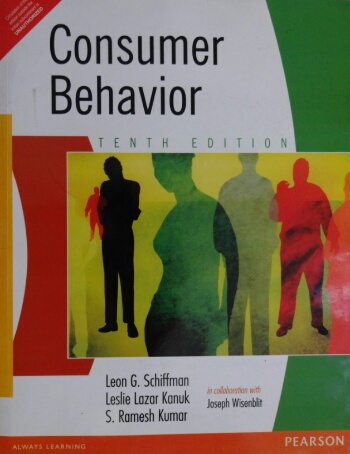 UNAUTHORIZED
Consumer
Behavior
TENTH EDITION
Leon G. Schiffman
Leslie Lazar Kanuk
S. Ramesh Kumar
in collaboration with
Joseph Wisenblit
ALWAYS LEARNING
PEARSON